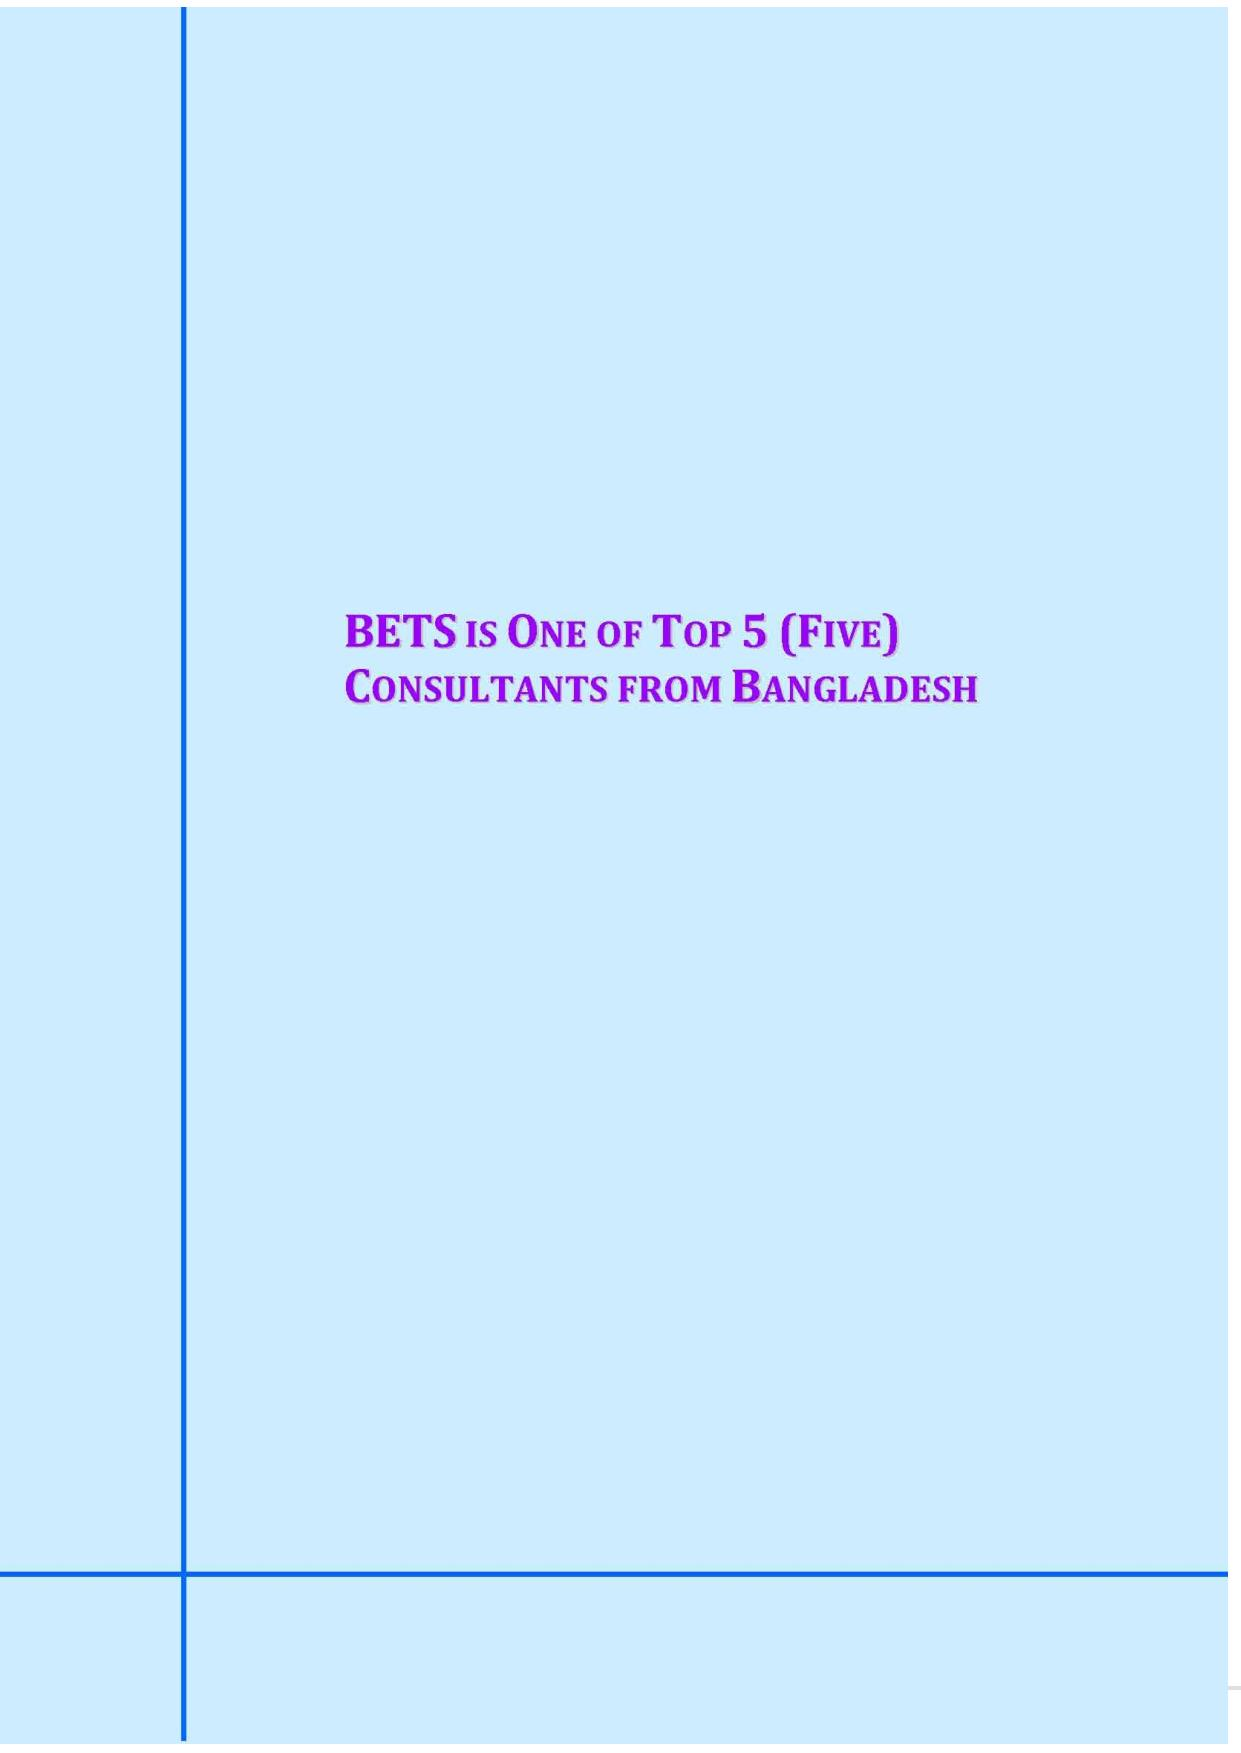 BETS IS ONE OF TOP 5 (FIVE)
CONSULTANTS FROM BANGLADESH